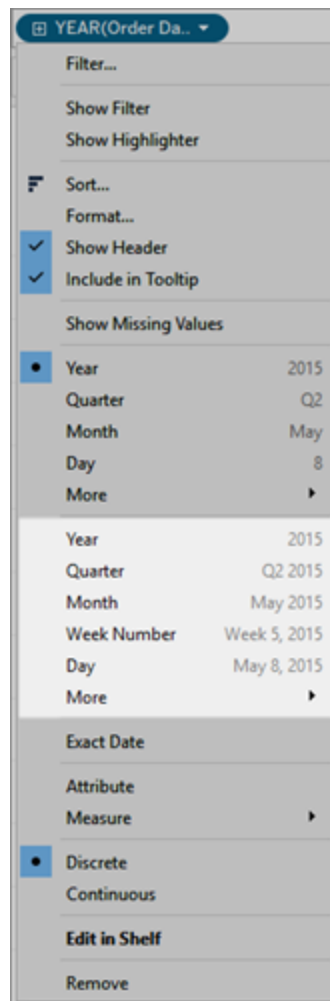 YEAR(Order Da..
Filter...
Show Filter
Show Highlighter
Sort...
Format...
Show Header
Include in Tooltip
Show Missing Values
Year 2015
Quarter Q2
Month May
Day 8
More
Year 2015
Quarter Q2 2015
Month May 2015
Week Number Week 5, 2015
Day May 8, 2015
More
Exact Date
Attribute
Measure
Discrete
Continuous
Edit in Shelf
Remove